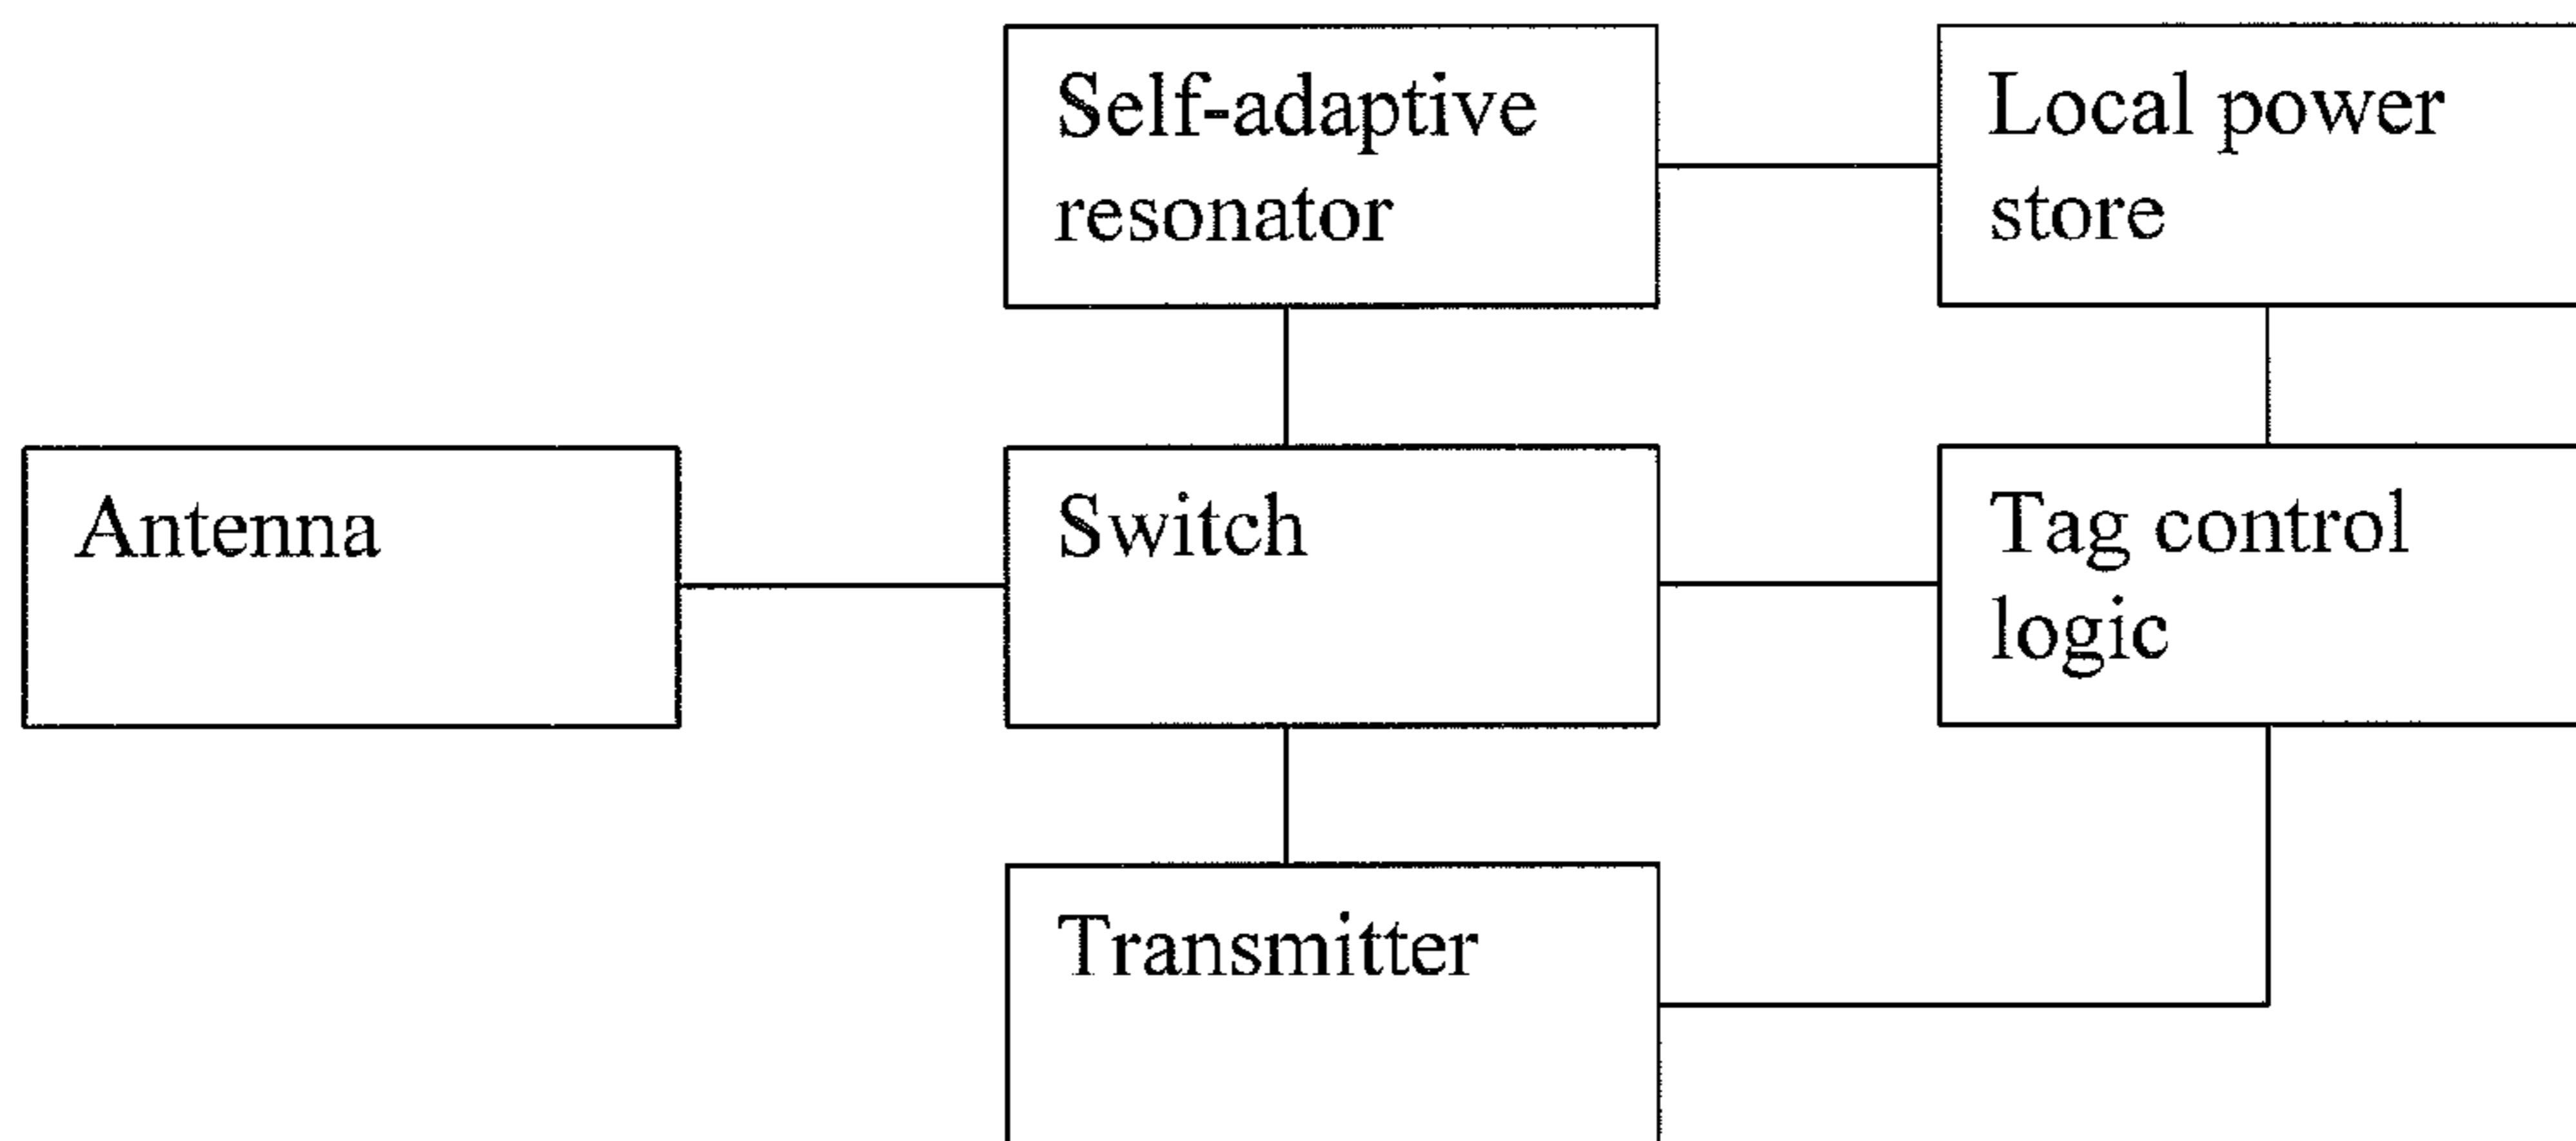 Self-adaptive
resonator
Local power
store
Antenna
Switch
Tag control
logic
Transmitter